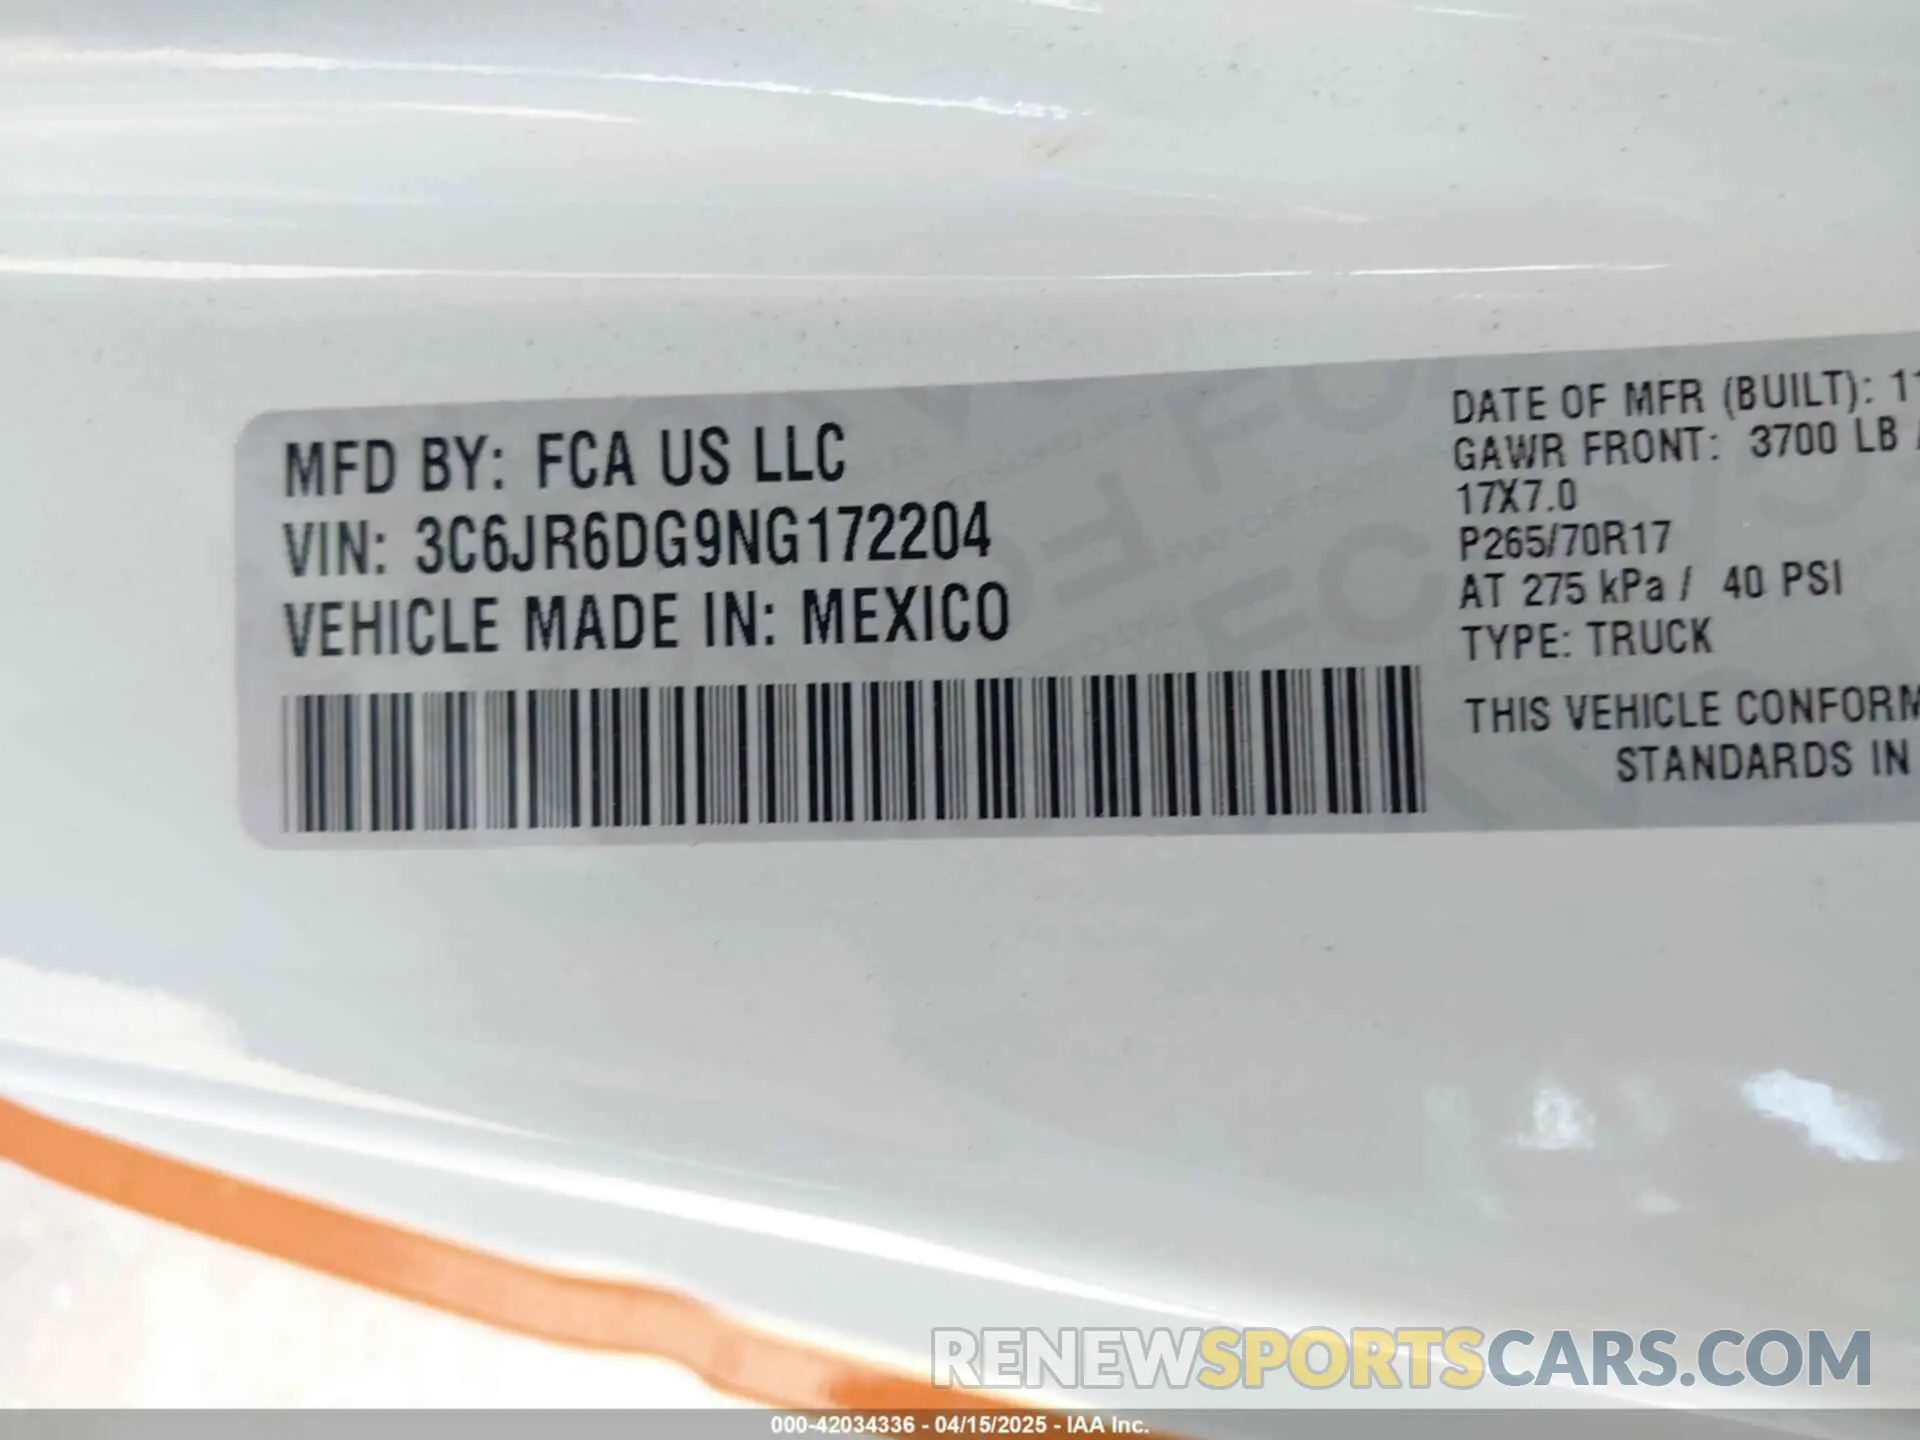 MFD BY: FCA US LLC
VIN: 3C6JR6DG9NG172204
VEHICLE MADE IN: MEXICO
DATE OF MFR (BUILT): 11
GAWR FRONT: 3700 LB
17X7.0
P265/70R17
AT 275 kPa / 40 PSI
TYPE: TRUCK
THIS VEHICLE CONFORM
STANDARDS IN
RENEWSPORTSCARS.COM
000-42034336 - 04/15/2025 - IAA Inc.